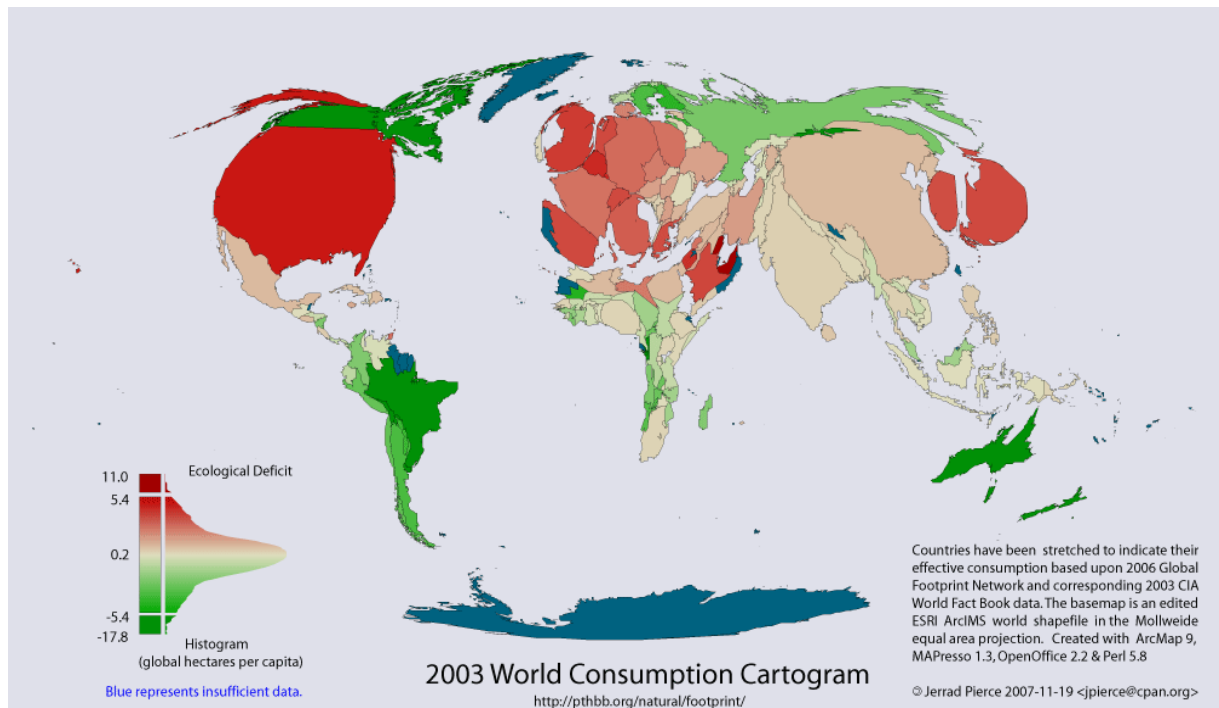 Ecological Deficit
11.0
5.4
0.2
-5.4
-17.8
Histogram
(global hectares per capita)
Blue represents insufficient data.
2003 World Consumption Cartogram
http://pthbb.org/natural/footprint/
Countries have been stretched to indicate their
effective consumption based upon 2006 Global
Footprint Network and corresponding 2003 CIA
World Fact Book data. The basemap is an edited
ESRI ArcIMS world shapefile in the Mollweide
equal area projection. Created with ArcMap 9,
MAPresso 1.3, OpenOffice 2.2 & Perl 5.8
🄯 Jerrad Pierce 2007-11-19 <jpierce@cpan.org>